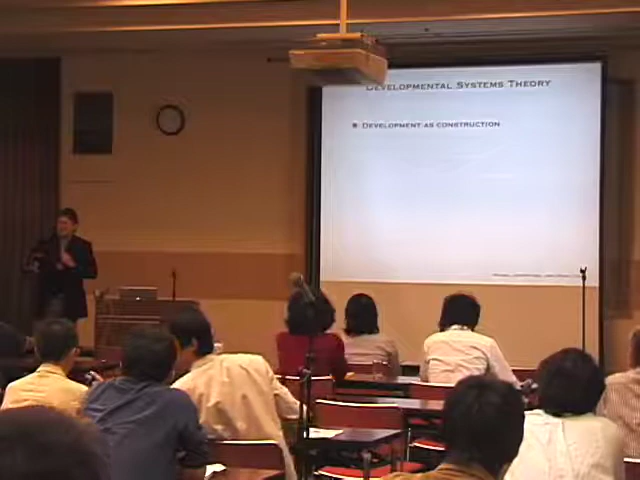 DEVELOPMENTAL SYSTEMS THEORY
DEVELOPMENT AS CONSTRUCTION